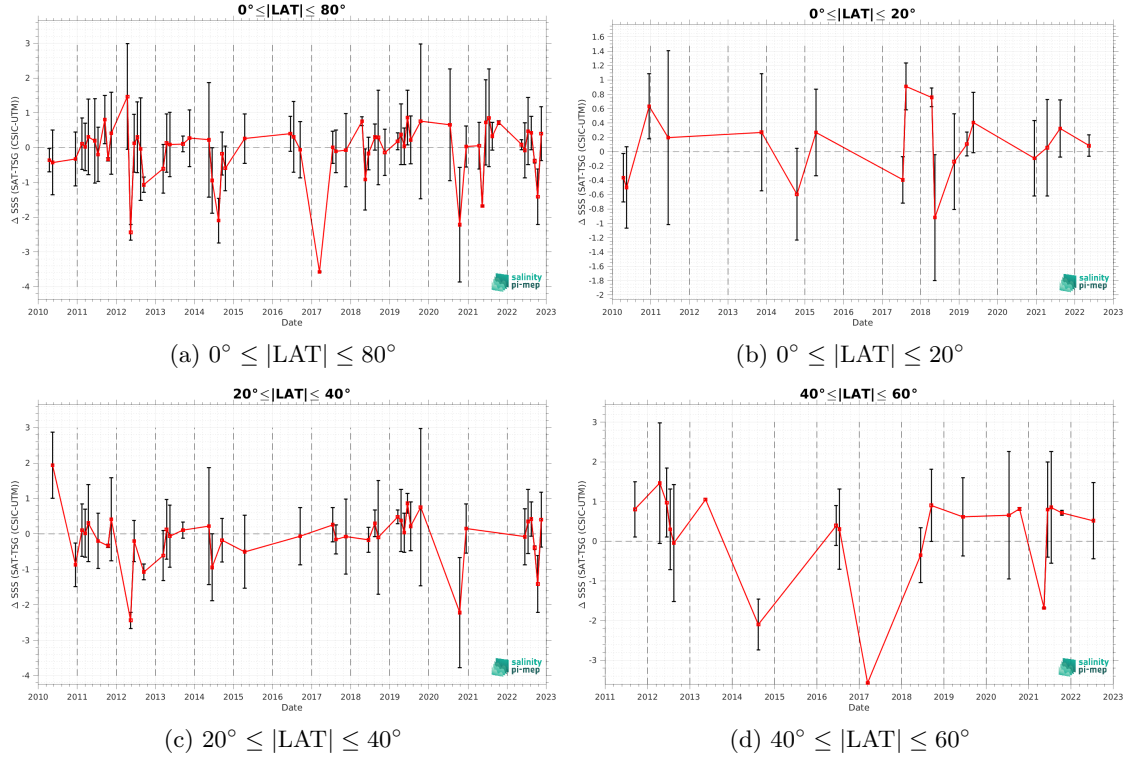 0°≤|LAT|≤ 80°
3
2
1
0
-1
-2
-3
-4
Δ SSS (SAT-TSG (CSIC-UTM))
2010 2011 2012 2013 2014 2015 2016 2017 2018 2019 2020 2021 2022 2023
Date
salinity
pi-mep
(a) 0° ≤ |LAT| ≤ 80°
0°≤|LAT|≤ 20°
1.6
1.4
1.2
1
0.8
0.6
0.4
0.2
0
-0.2
-0.4
-0.6
-0.8
-1
-1.2
-1.4
-1.6
-1.8
-2
Δ SSS (SAT-TSG (CSIC-UTM))
2010 2011 2012 2013 2014 2015 2016 2017 2018 2019 2020 2021 2022 2023
Date
salinity
pi-mep
(b) 0° ≤ |LAT| ≤ 20°
20°≤|LAT|≤ 40°
3
2
1
0
-1
-2
-3
-4
Δ SSS (SAT-TSG (CSIC-UTM))
2010 2011 2012 2013 2014 2015 2016 2017 2018 2019 2020 2021 2022 2023
Date
salinity
pi-mep
(c) 20° ≤ |LAT| ≤ 40°
40°≤|LAT|≤ 60°
3
2
1
0
-1
-2
-3
Δ SSS (SAT-TSG (CSIC-UTM))
2011 2012 2013 2014 2015 2016 2017 2018 2019 2020 2021 2022 2023
Date
salinity
pi-mep
(d) 40° ≤ |LAT| ≤ 60°